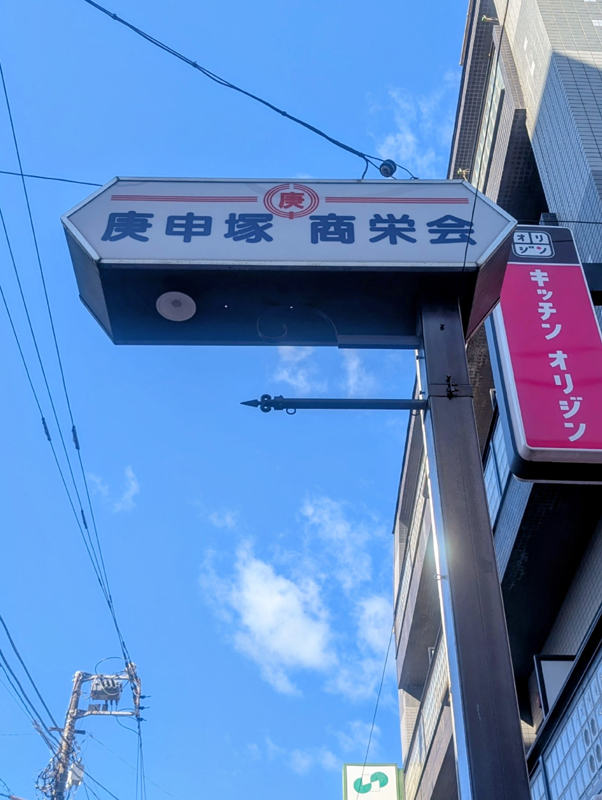 庚
庚申塚 商栄会
オリ
ジン
キッチン オリジン